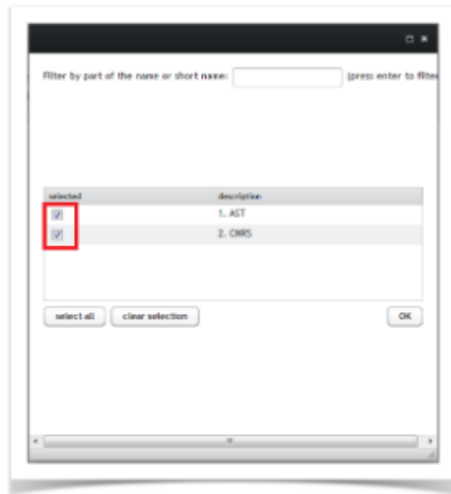 Filter by part of the name or short name: (press enter to filte
selected description
1. AST
2. CNRS
select all clear selection OK